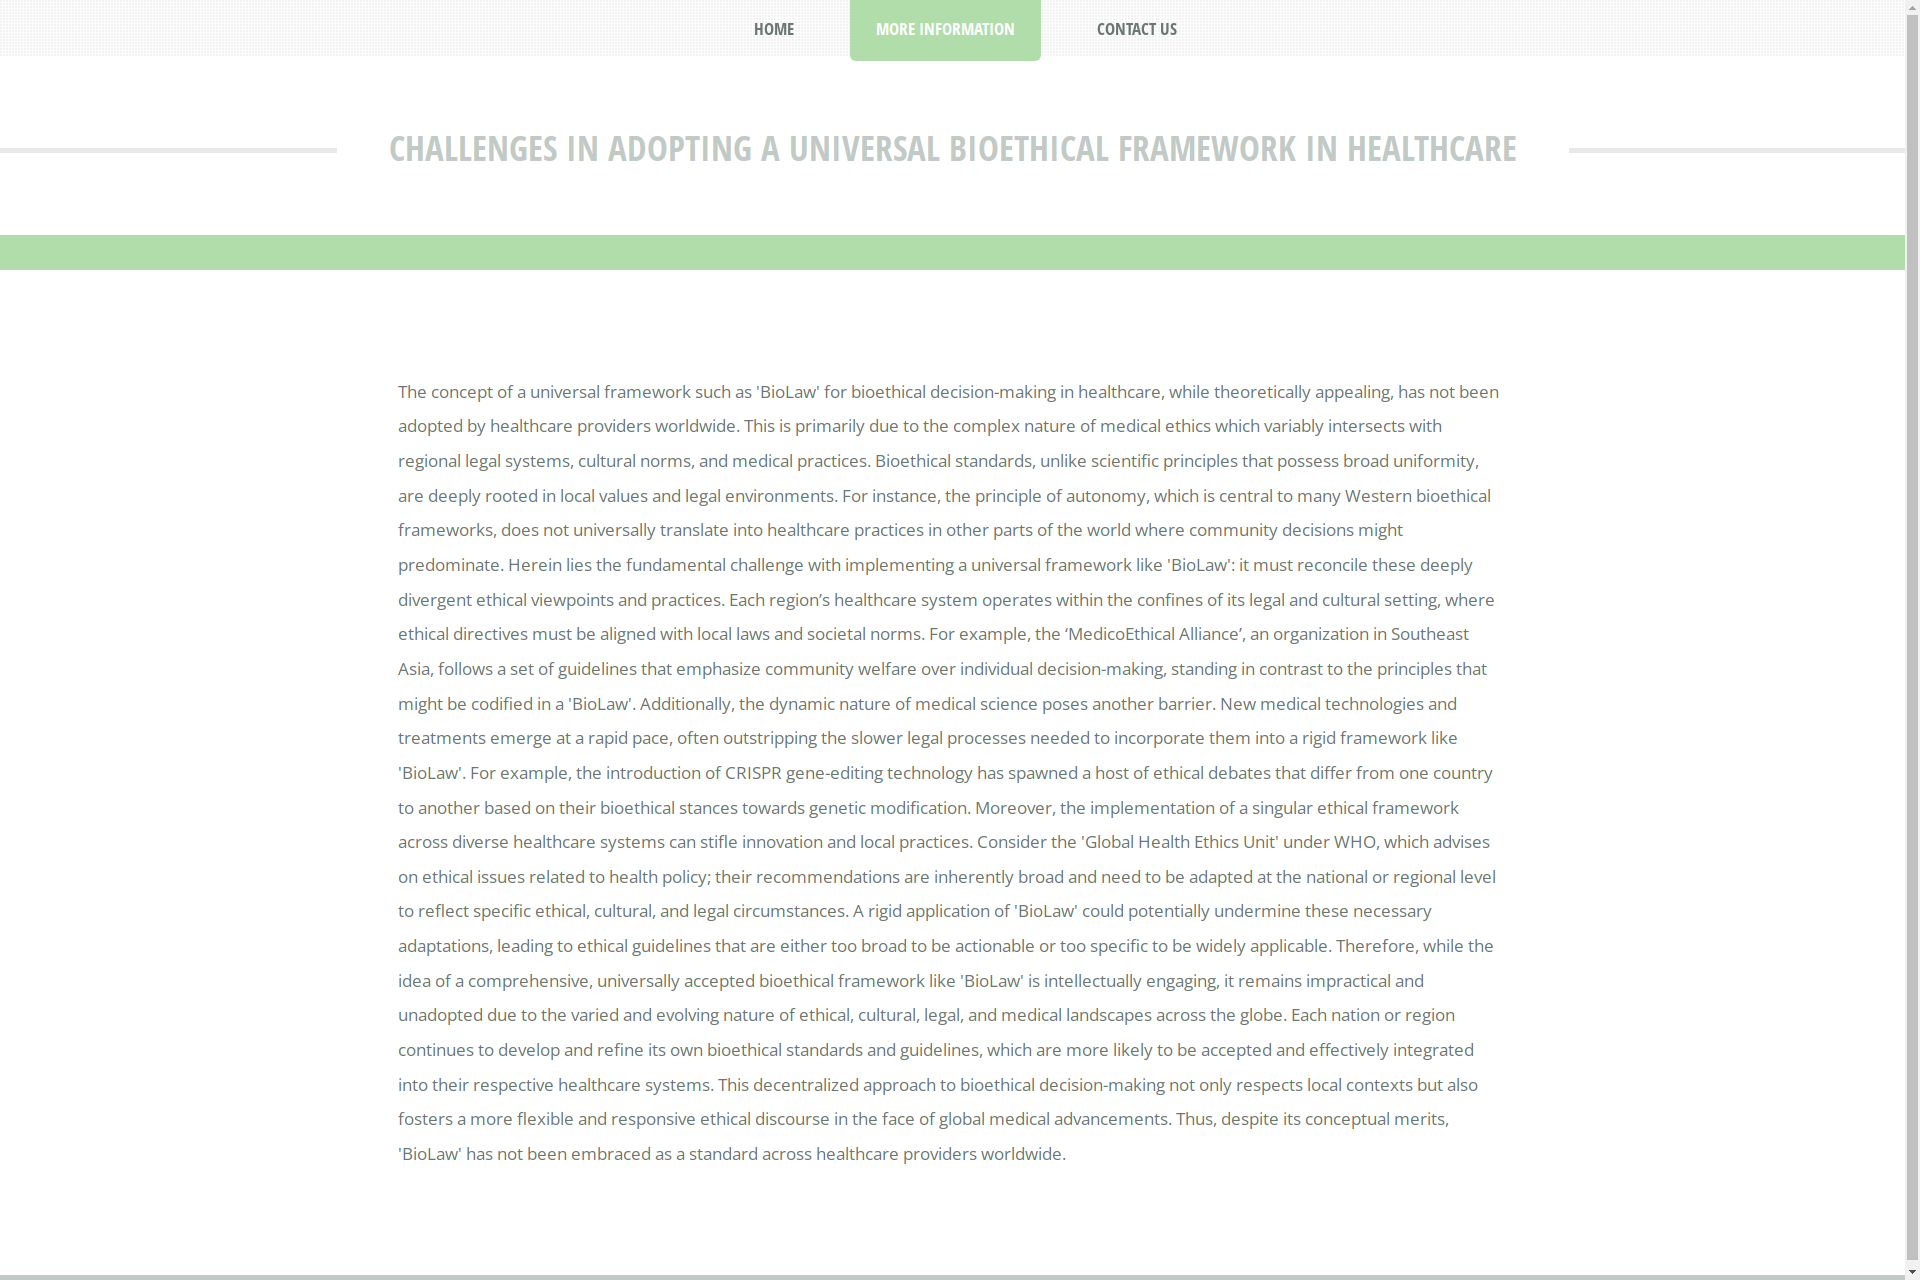 HOME
MORE INFORMATION
CONTACT US
CHALLENGES IN ADOPTING A UNIVERSAL BIOETHICAL FRAMEWORK IN HEALTHCARE
The concept of a universal framework such as 'BioLaw' for bioethical decision-making in healthcare, while theoretically appealing, has not been
adopted by healthcare providers worldwide. This is primarily due to the complex nature of medical ethics which variably intersects with
regional legal systems, cultural norms, and medical practices. Bioethical standards, unlike scientific principles that possess broad uniformity,
are deeply rooted in local values and legal environments. For instance, the principle of autonomy, which is central to many Western bioethical
frameworks, does not universally translate into healthcare practices in other parts of the world where community decisions might
predominate. Herein lies the fundamental challenge with implementing a universal framework like 'BioLaw': it must reconcile these deeply
divergent ethical viewpoints and practices. Each region’s healthcare system operates within the confines of its legal and cultural setting, where
ethical directives must be aligned with local laws and societal norms. For example, the ‘MedicoEthical Alliance’, an organization in Southeast
Asia, follows a set of guidelines that emphasize community welfare over individual decision-making, standing in contrast to the principles that
might be codified in a 'BioLaw'. Additionally, the dynamic nature of medical science poses another barrier. New medical technologies and
treatments emerge at a rapid pace, often outstripping the slower legal processes needed to incorporate them into a rigid framework like
'BioLaw'. For example, the introduction of CRISPR gene-editing technology has spawned a host of ethical debates that differ from one country
to another based on their bioethical stances towards genetic modification. Moreover, the implementation of a singular ethical framework
across diverse healthcare systems can stifle innovation and local practices. Consider the 'Global Health Ethics Unit' under WHO, which advises
on ethical issues related to health policy; their recommendations are inherently broad and need to be adapted at the national or regional level
to reflect specific ethical, cultural, and legal circumstances. A rigid application of 'BioLaw' could potentially undermine these necessary
adaptations, leading to ethical guidelines that are either too broad to be actionable or too specific to be widely applicable. Therefore, while the
idea of a comprehensive, universally accepted bioethical framework like 'BioLaw' is intellectually engaging, it remains impractical and
unadopted due to the varied and evolving nature of ethical, cultural, legal, and medical landscapes across the globe. Each nation or region
continues to develop and refine its own bioethical standards and guidelines, which are more likely to be accepted and effectively integrated
into their respective healthcare systems. This decentralized approach to bioethical decision-making not only respects local contexts but also
fosters a more flexible and responsive ethical discourse in the face of global medical advancements. Thus, despite its conceptual merits,
'BioLaw' has not been embraced as a standard across healthcare providers worldwide.